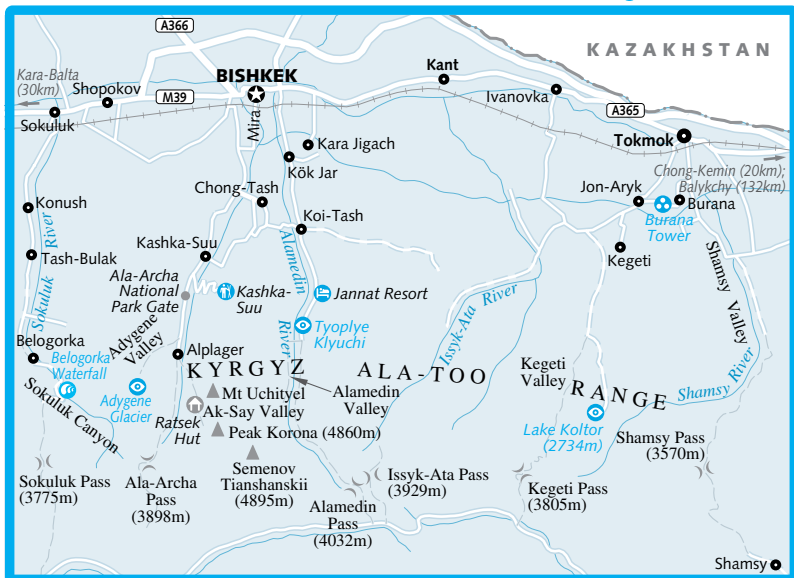 A366
KAZAKHSTAN
Kara-Balta
(30km)
Shopokov
BISHKEK
Kant
M39
Ivanovka
Sokuluk
Mira
A365
Tokmok
Kara Jigach
Kök Jar
Chong-Kemin (20km);
Balykchy (132km)
Chong-Tash
Jon-Aryk
Burana
Konush
Koi-Tash
Burana
Tower
Kashka-Suu
Kegeti
Tash-Bulak
Sokuluk River
Alamedin River
Ala-Archa
National
Park Gate
Kashka-
Suu
Jannat Resort
Issyk-Ata River
Shamsy Valley
Adygene
Valley
Tyoplye
Klyuchi
Belogorka
Alplager
Belogorka
Waterfall
KYRGYZ ALA-TOO RANGE
Kegeti
Valley
Shamsy River
Adygene
Glacier
Mt Uchityel
Alamedin
Valley
Sokuluk Canyon
Ratsek
Hut
Ak-Say Valley
Peak Korona (4860m)
Lake Koltor
(2734m)
Shamsy Pass
(3570m)
Sokuluk Pass
(3775m)
Ala-Archa
Pass
(3898m)
Semenov
Tianshanskii
(4895m)
Issyk-Ata Pass
(3929m)
Kegeti Pass
(3805m)
Alamedin
Pass
(4032m)
Shamsy